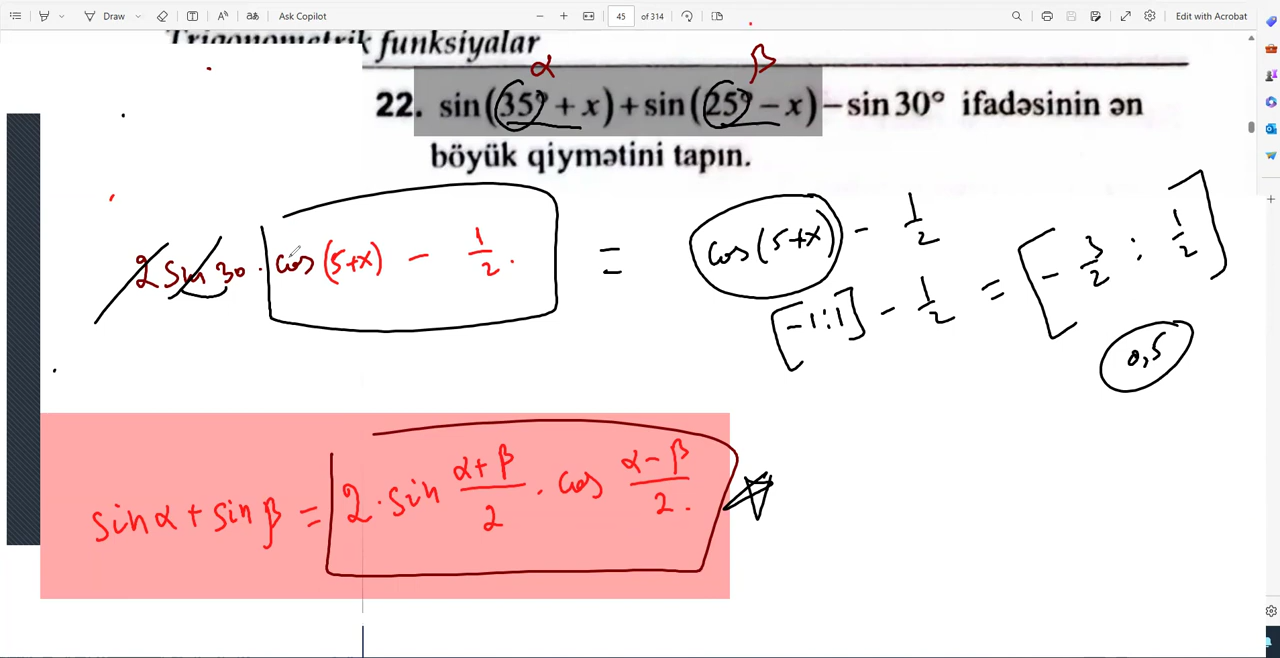 Draw Ask Copilot 45 of 314 Edit with Acrobat
Trigonometrik funksiyalar
α β
22. sin(35° + x) + sin(25° − x) − sin 30° ifadəsinin ən
böyük qiymətini tapın.
2 sin 30 · cos (5+x) − 1/2 . = cos (5+x) − 1/2
[−1 ; 1] − 1/2 = [− 3/2 ; 1/2]
0,5
sin α + sin β = 2 · sin (α + β)/2 · cos (α − β)/2 .